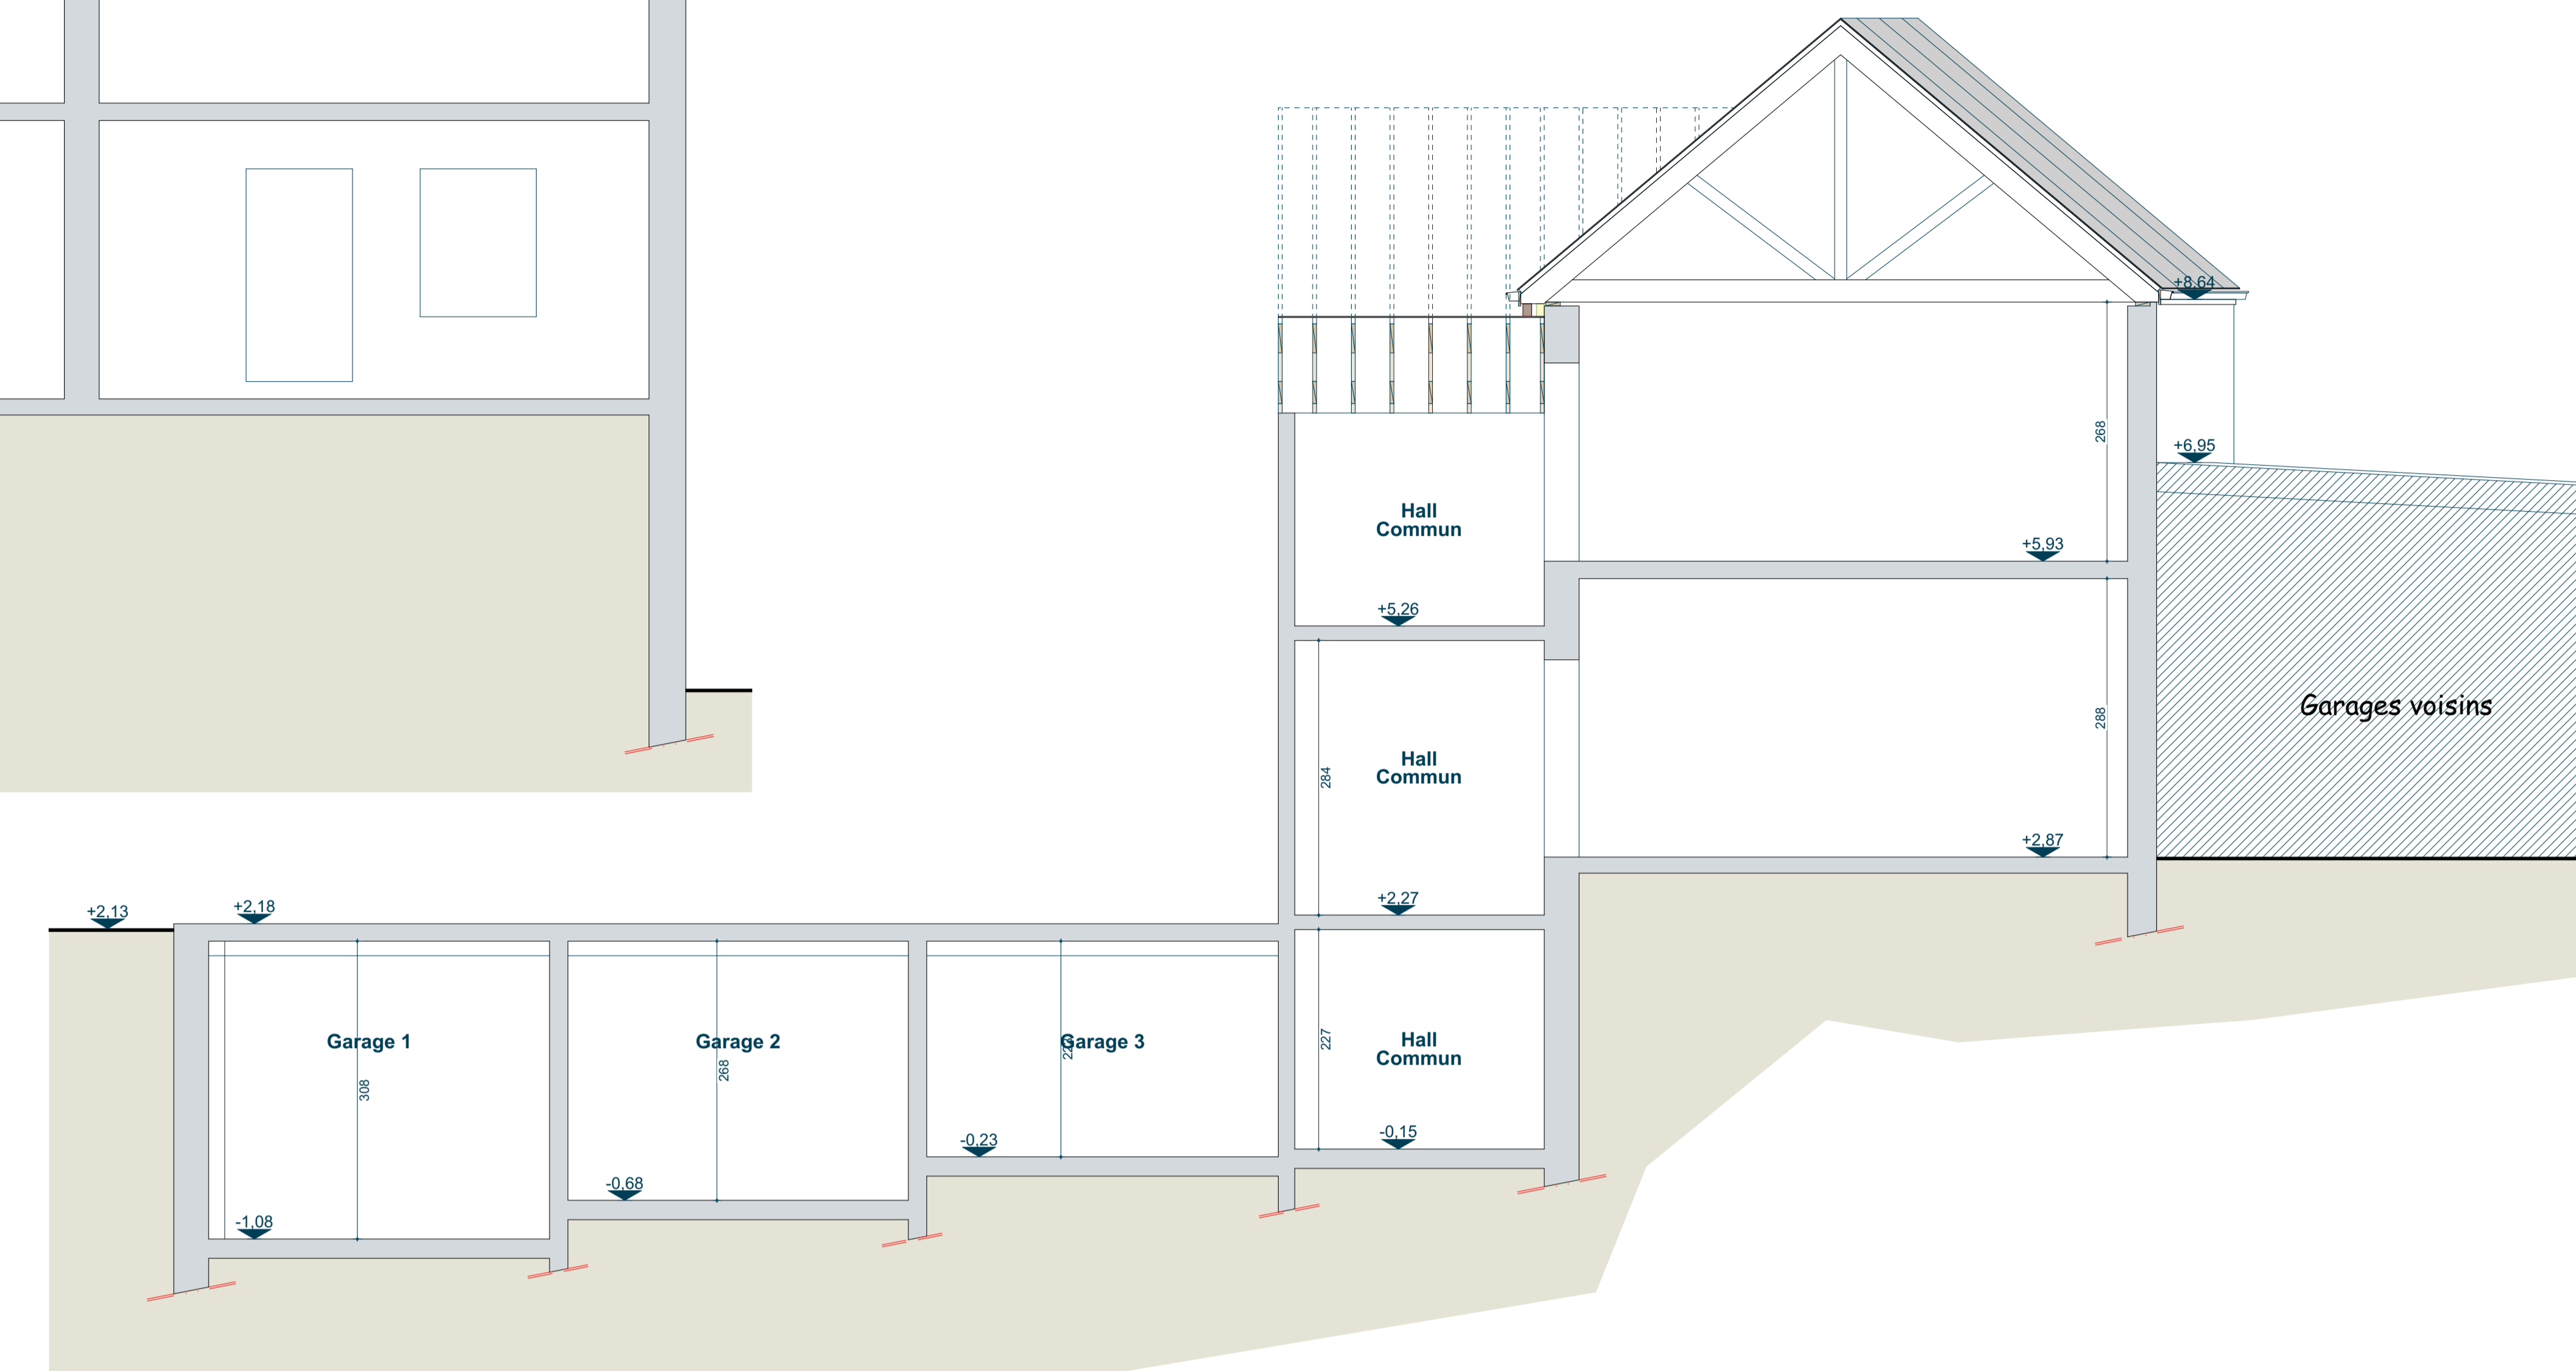 +8,64
268
+6,95
Hall
Commun
+5,93
+5,26
Garages voisins
288
Hall
Commun
284
+2,87
+2,27
+2,13
+2,18
Garage 1
Garage 2
Garage 3
Hall
Commun
227
308
268
-0,15
-0,23
-0,68
-1,08